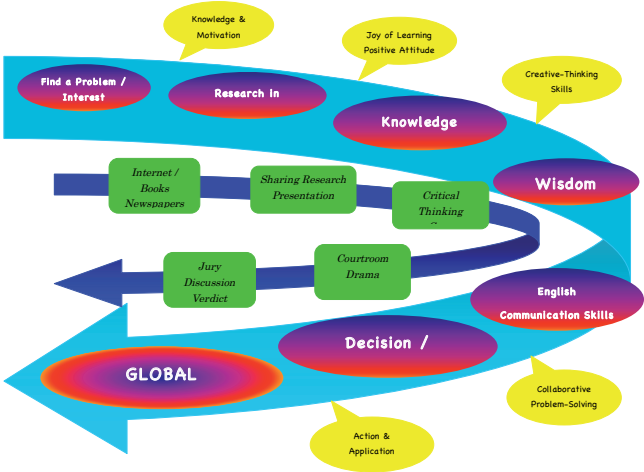 Knowledge &
Motivation
Joy of Learning
Positive Attitude
Creative-Thinking
Skills
Find a Problem /
Interest
Research in
Knowledge
Wisdom
Internet /
Books
Newspapers
Sharing Research
Presentation
Critical
Thinking
Jury
Discussion
Verdict
Courtroom
Drama
English
Communication Skills
Decision /
GLOBAL
Collaborative
Problem-Solving
Action &
Application